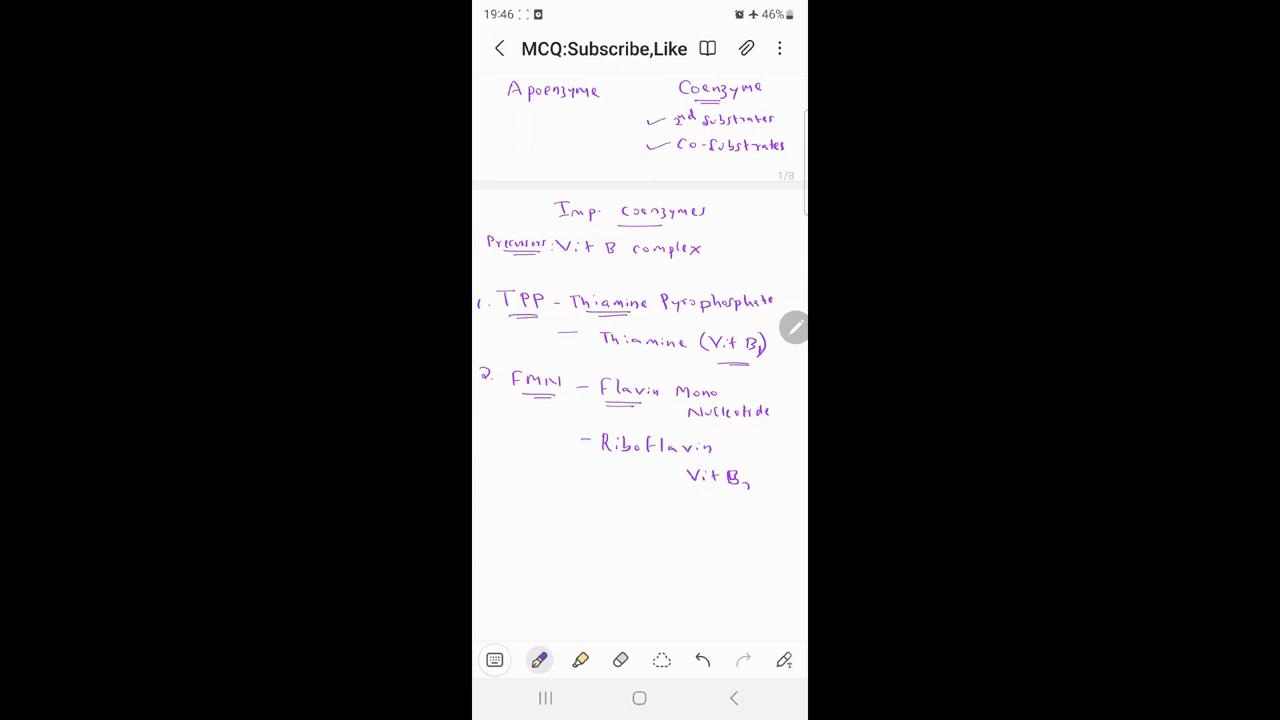 19:46 46%
MCQ:Subscribe,Like
Apoenzyme Coenzyme
2nd Substrates
Co-Substrates
1/8
Imp. Coenzymes
Precursors: Vit B complex
1. TPP - Thiamine Pyrophosphate
- Thiamine (Vit B1)
2. FMN - Flavin Mono
Nucleotide
- Riboflavin
Vit B2